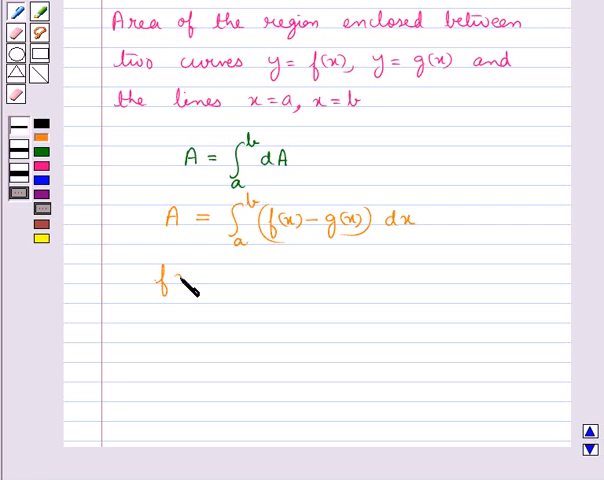 Area of the region enclosed between
two curves y = f(x), y = g(x) and
the lines x = a, x = b
A = ∫_a^b dA
A = ∫_a^b (f(x) - g(x)) dx
f